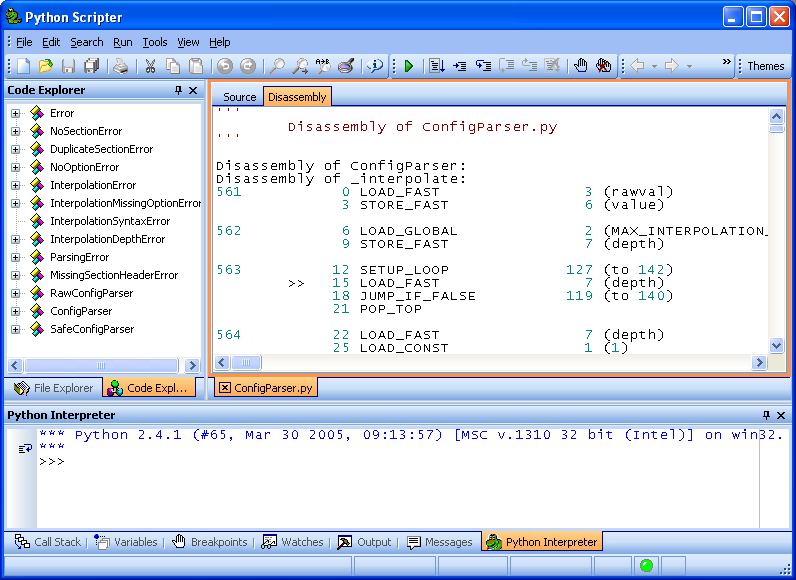 Python Scripter
File Edit Search Run Tools View Help
Themes
Code Explorer
Error
NoSectionError
DuplicateSectionError
NoOptionError
InterpolationError
InterpolationMissingOptionError
InterpolationSyntaxError
InterpolationDepthError
ParsingError
MissingSectionHeaderError
RawConfigParser
ConfigParser
SafeConfigParser
File Explorer Code Expl...
Source Disassembly
'''
Disassembly of ConfigParser.py
'''
Disassembly of ConfigParser:
Disassembly of _interpolate:
561 0 LOAD_FAST 3 (rawval)
3 STORE_FAST 6 (value)
562 6 LOAD_GLOBAL 2 (MAX_INTERPOLATION_
9 STORE_FAST 7 (depth)
563 12 SETUP_LOOP 127 (to 142)
>> 15 LOAD_FAST 7 (depth)
18 JUMP_IF_FALSE 119 (to 140)
21 POP_TOP
564 22 LOAD_FAST 7 (depth)
25 LOAD_CONST 1 (1)
ConfigParser.py
Python Interpreter
*** Python 2.4.1 (#65, Mar 30 2005, 09:13:57) [MSC v.1310 32 bit (Intel)] on win32.
***
>>>
Call Stack Variables Breakpoints Watches Output Messages Python Interpreter